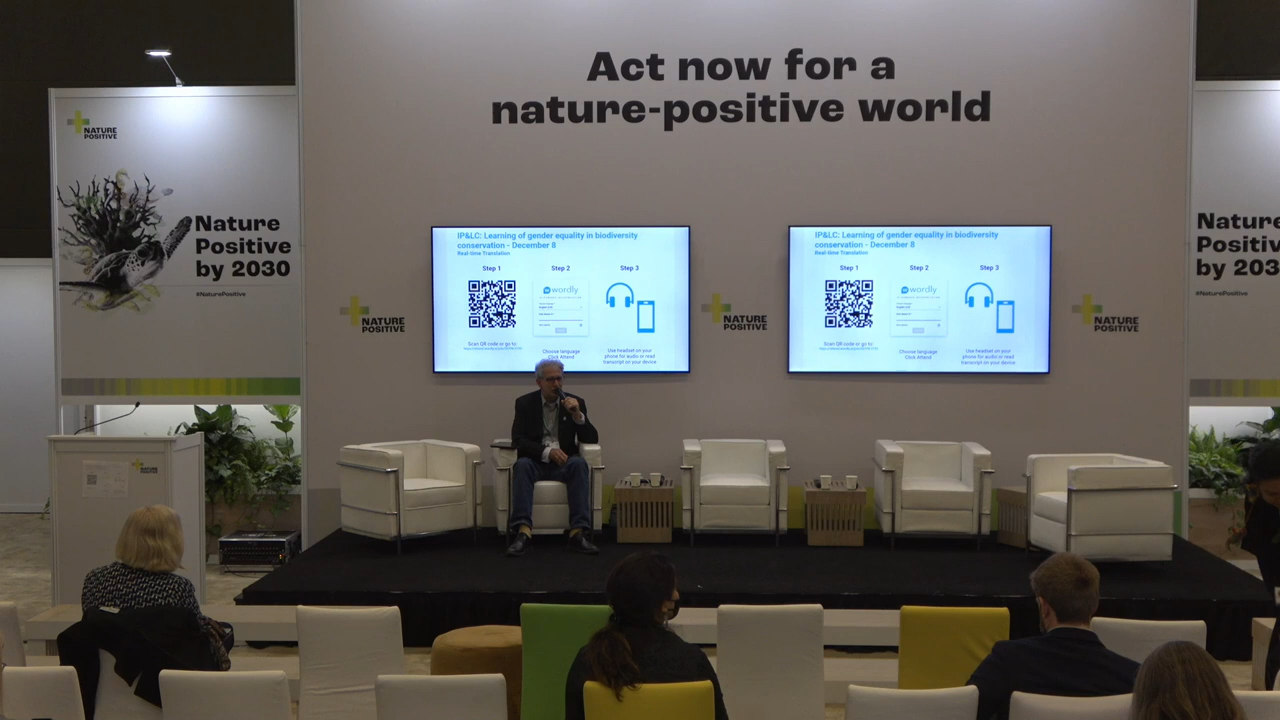 Act now for a
nature-positive world
NATURE
POSITIVE
Nature
Positive
by 2030
#NaturePositive
IP&LC: Learning of gender equality in biodiversity
conservation - December 8
Real-time Translation
Step 1
Step 2
Step 3
wordly
Scan QR code or go to:
Choose language
Click Attend
Use headset on your
phone for audio or read
transcript on your device
IP&LC: Learning of gender equality in biodiversity
conservation - December 8
Real-time Translation
Step 1
Step 2
Step 3
wordly
Scan QR code or go to:
Choose language
Click Attend
Use headset on your
phone for audio or read
transcript on your device
NATURE
POSITIVE
NATURE
POSITIVE
NATURE
POSITIVE
Nature
Positiv
by 203
#NaturePositive
NATURE
POSITIVE